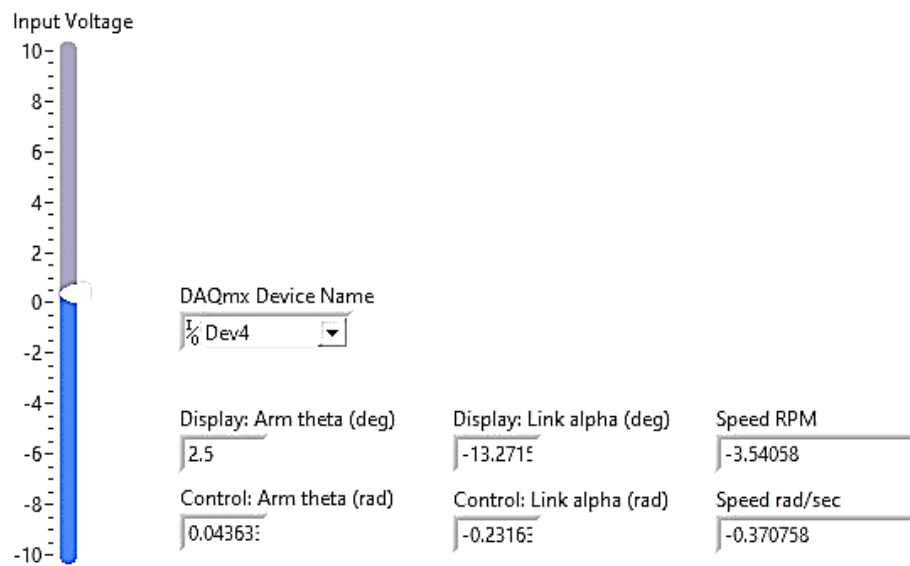 Input Voltage
10
8
6
4
2
0
-2
-4
-6
-8
-10
DAQmx Device Name
I/O Dev4
Display: Arm theta (deg)
2.5
Display: Link alpha (deg)
-13.271
Speed RPM
-3.54058
Control: Arm theta (rad)
0.04363
Control: Link alpha (rad)
-0.2316
Speed rad/sec
-0.370758